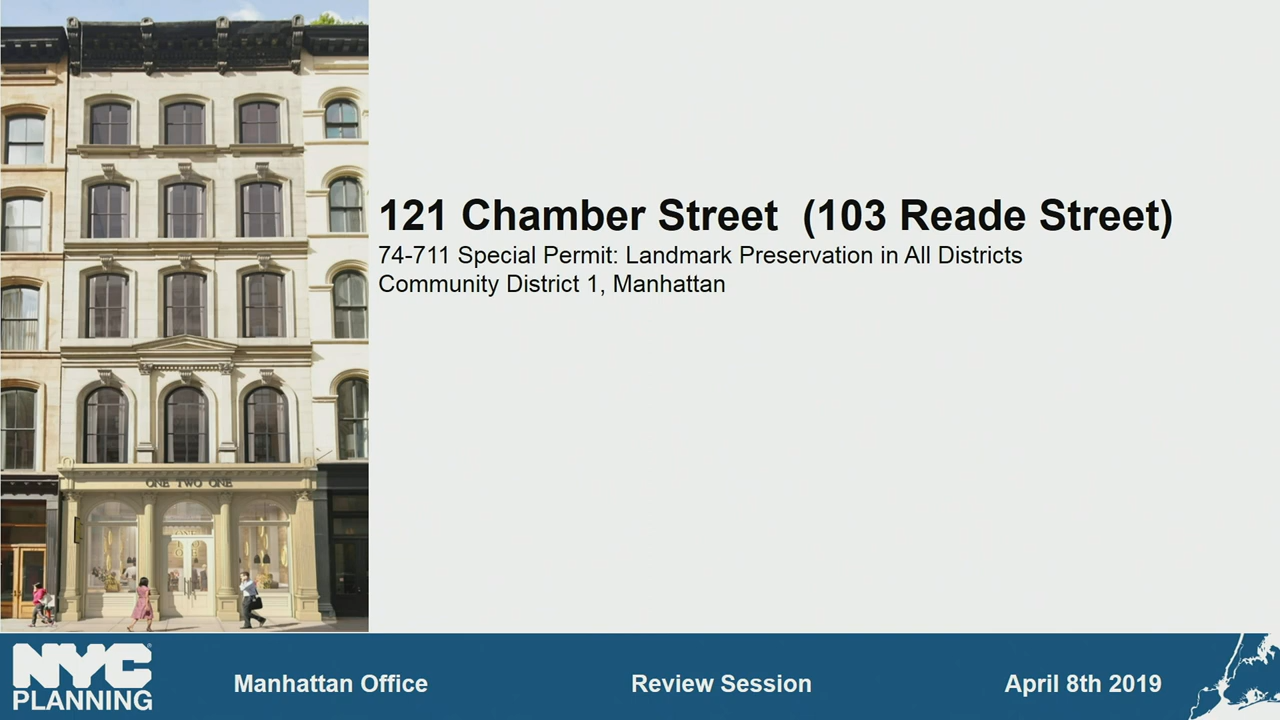 121 Chamber Street (103 Reade Street)
74-711 Special Permit: Landmark Preservation in All Districts
Community District 1, Manhattan
ONE TWO ONE
NYC
PLANNING
Manhattan Office
Review Session
April 8th 2019